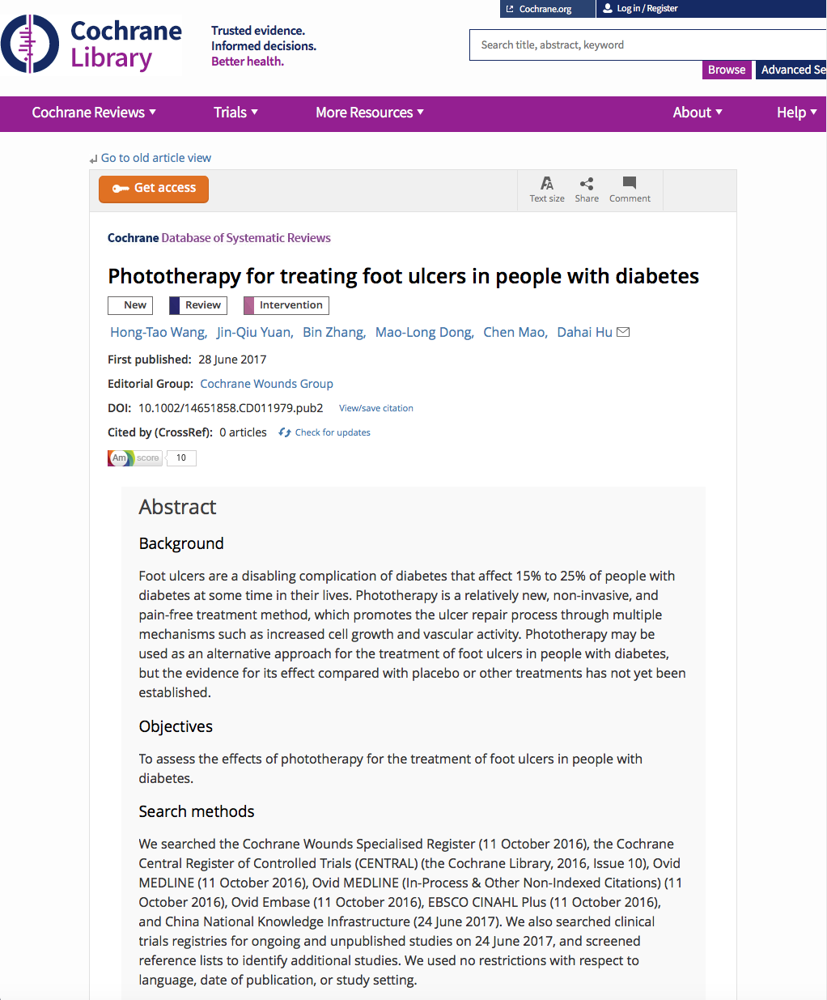 Cochrane.org
Log in / Register
Cochrane
Library
Trusted evidence.
Informed decisions.
Better health.
Search title, abstract, keyword
Browse
Advanced Se
Cochrane Reviews
Trials
More Resources
About
Help
Go to old article view
Get access
Text size
Share
Comment
Cochrane Database of Systematic Reviews
Phototherapy for treating foot ulcers in people with diabetes
New
Review
Intervention
Hong-Tao Wang, Jin-Qiu Yuan, Bin Zhang, Mao-Long Dong, Chen Mao, Dahai Hu
First published: 28 June 2017
Editorial Group: Cochrane Wounds Group
DOI: 10.1002/14651858.CD011979.pub2 View/save citation
Cited by (CrossRef): 0 articles Check for updates
Am score 10
Abstract
Background
Foot ulcers are a disabling complication of diabetes that affect 15% to 25% of people with
diabetes at some time in their lives. Phototherapy is a relatively new, non-invasive, and
pain-free treatment method, which promotes the ulcer repair process through multiple
mechanisms such as increased cell growth and vascular activity. Phototherapy may be
used as an alternative approach for the treatment of foot ulcers in people with diabetes,
but the evidence for its effect compared with placebo or other treatments has not yet been
established.
Objectives
To assess the effects of phototherapy for the treatment of foot ulcers in people with
diabetes.
Search methods
We searched the Cochrane Wounds Specialised Register (11 October 2016), the Cochrane
Central Register of Controlled Trials (CENTRAL) (the Cochrane Library, 2016, Issue 10), Ovid
MEDLINE (11 October 2016), Ovid MEDLINE (In-Process & Other Non-Indexed Citations) (11
October 2016), Ovid Embase (11 October 2016), EBSCO CINAHL Plus (11 October 2016),
and China National Knowledge Infrastructure (24 June 2017). We also searched clinical
trials registries for ongoing and unpublished studies on 24 June 2017, and screened
reference lists to identify additional studies. We used no restrictions with respect to
language, date of publication, or study setting.